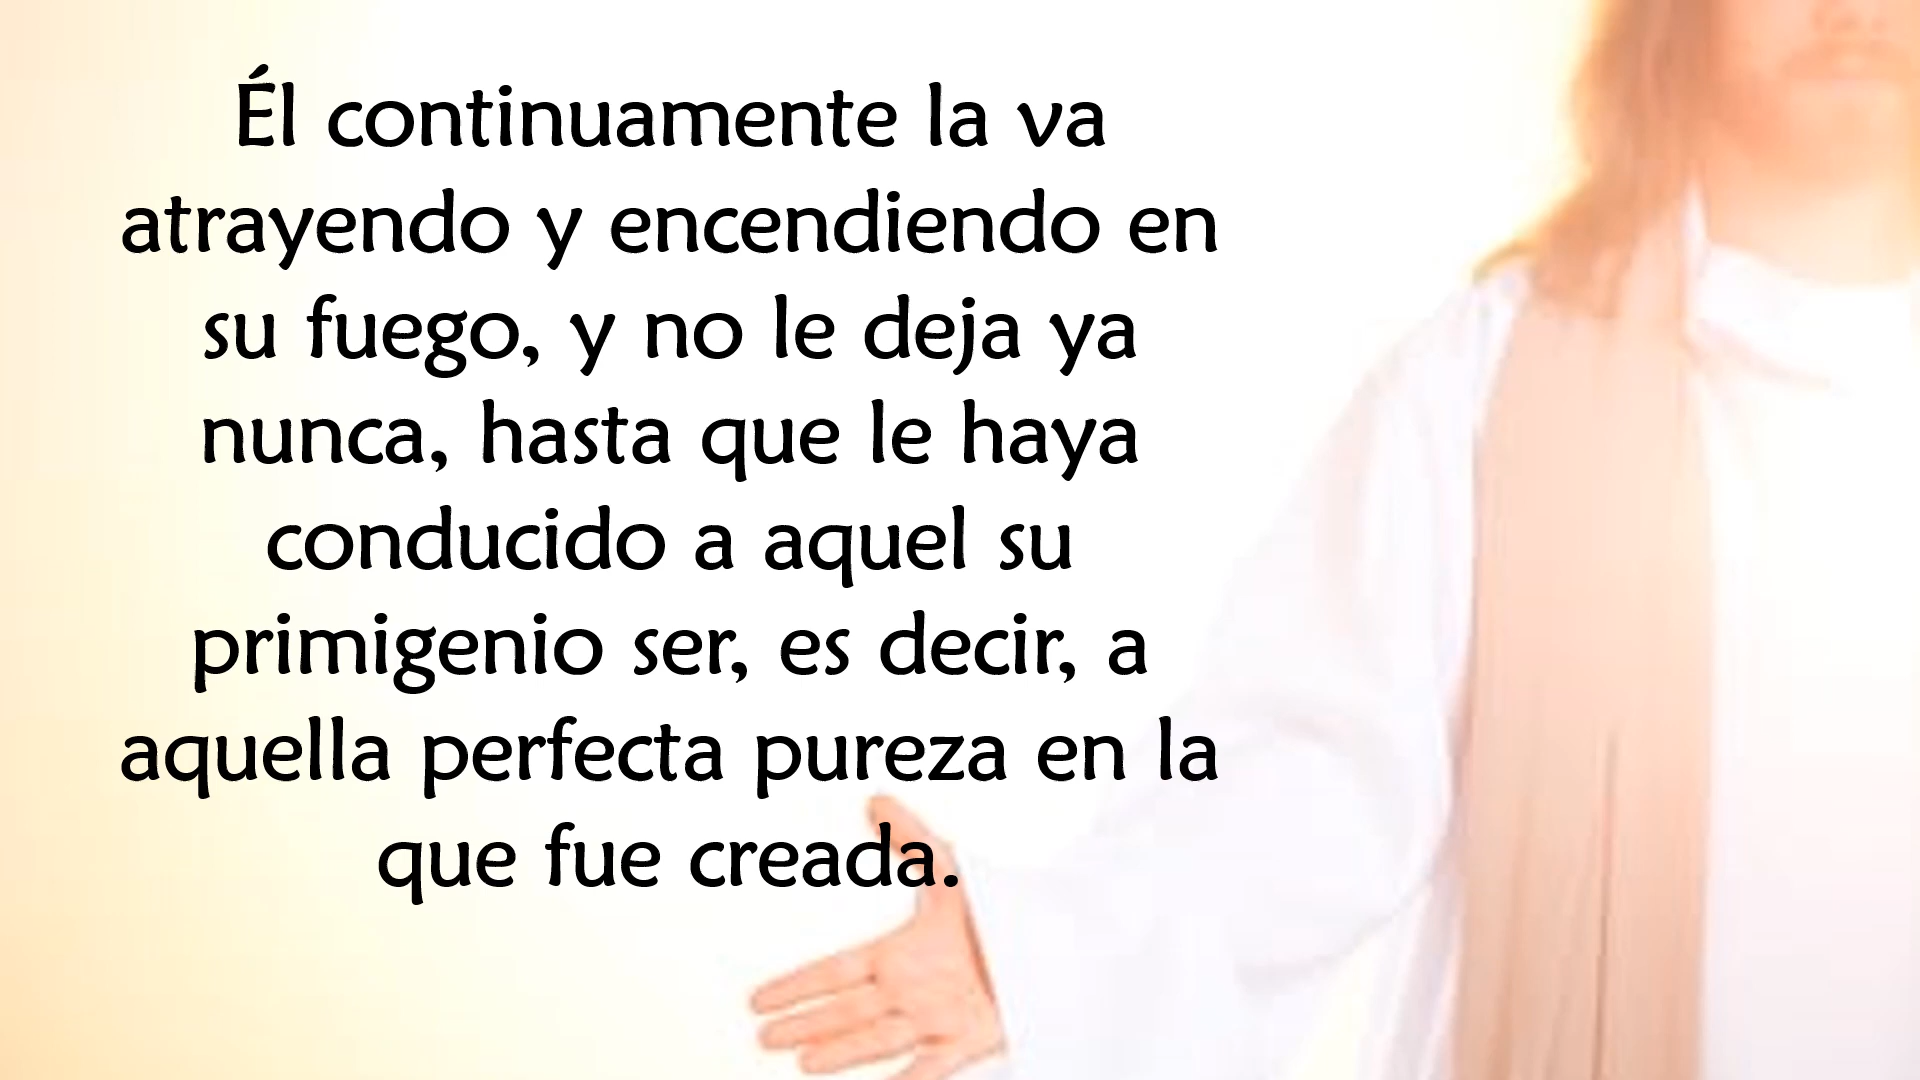 Él continuamente la va
atrayendo y encendiendo en
su fuego, y no le deja ya
nunca, hasta que le haya
conducido a aquel su
primigenio ser, es decir, a
aquella perfecta pureza en la
que fue creada.